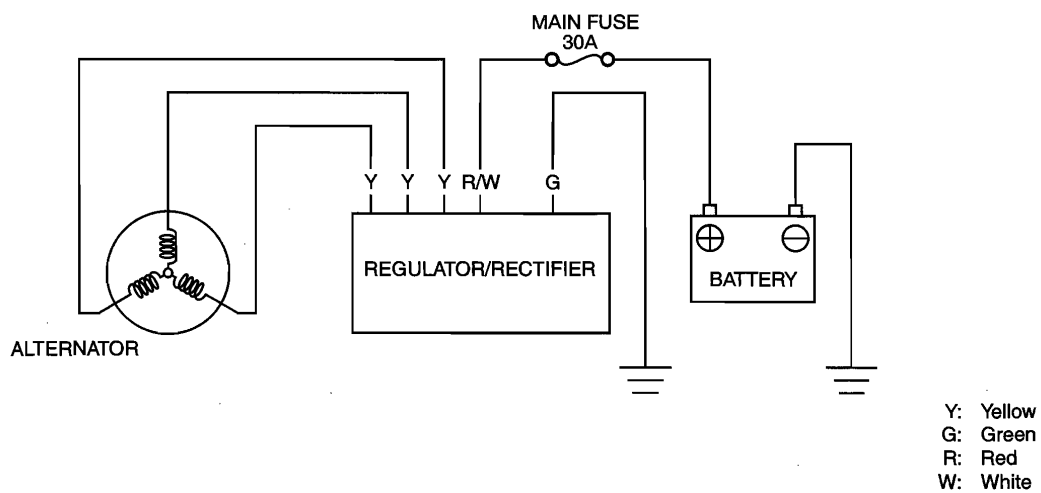 MAIN FUSE
30A
Y Y Y R/W G
REGULATOR/RECTIFIER
BATTERY
ALTERNATOR
Y: Yellow
G: Green
R: Red
W: White